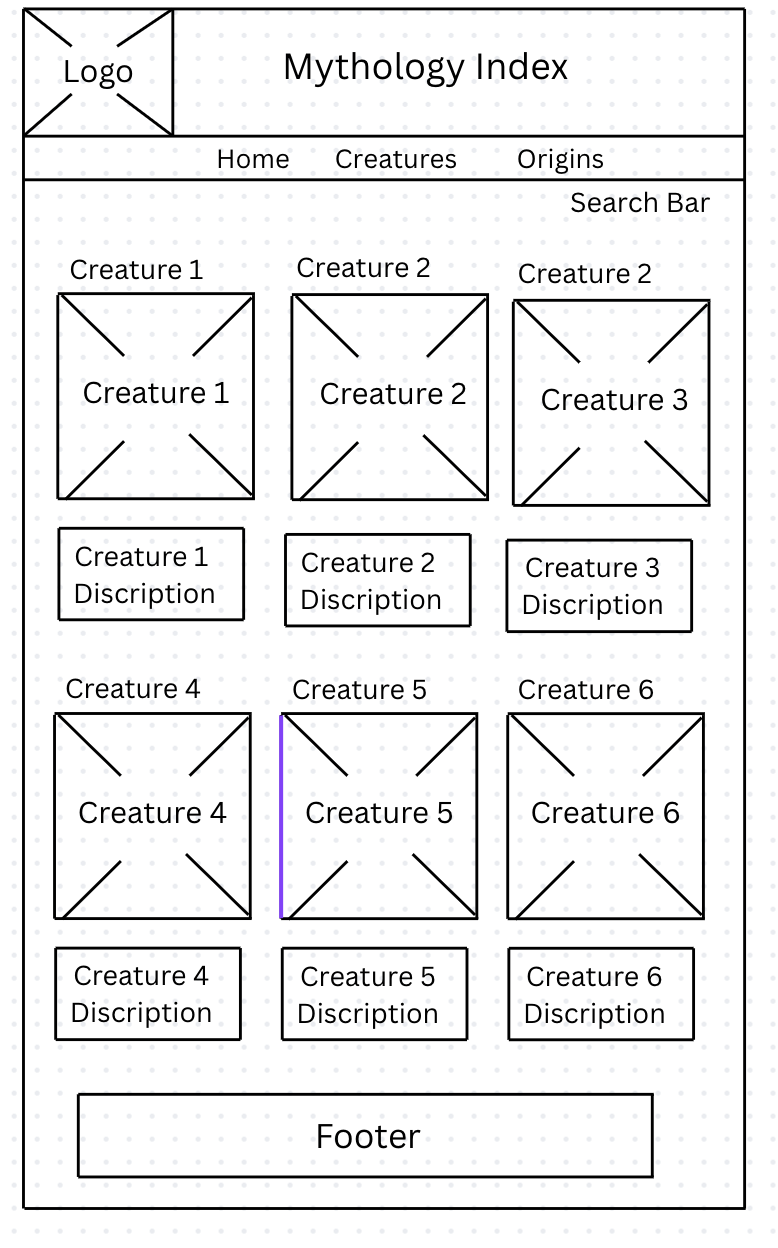 Logo
Mythology Index
Home Creatures Origins
Search Bar
Creature 1
Creature 2
Creature 2
Creature 1
Creature 2
Creature 3
Creature 1
Discription
Creature 2
Discription
Creature 3
Discription
Creature 4
Creature 5
Creature 6
Creature 4
Creature 5
Creature 6
Creature 4
Discription
Creature 5
Discription
Creature 6
Discription
Footer